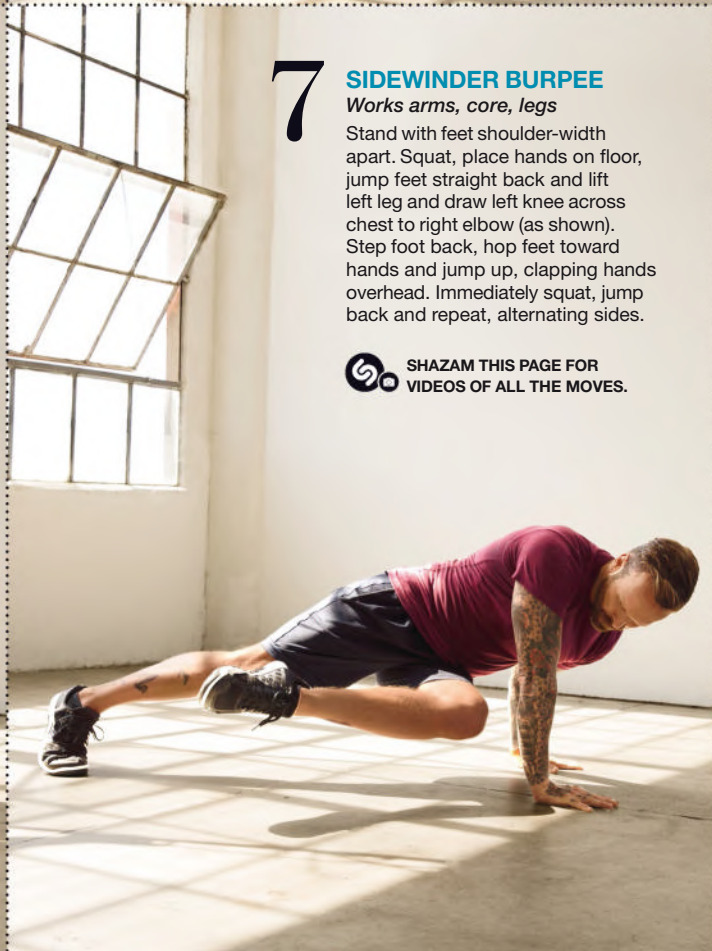 7
SIDEWINDER BURPEE
Works arms, core, legs
Stand with feet shoulder-width
apart. Squat, place hands on floor,
jump feet straight back and lift
left leg and draw left knee across
chest to right elbow (as shown).
Step foot back, hop feet toward
hands and jump up, clapping hands
overhead. Immediately squat, jump
back and repeat, alternating sides.
SHAZAM THIS PAGE FOR
VIDEOS OF ALL THE MOVES.